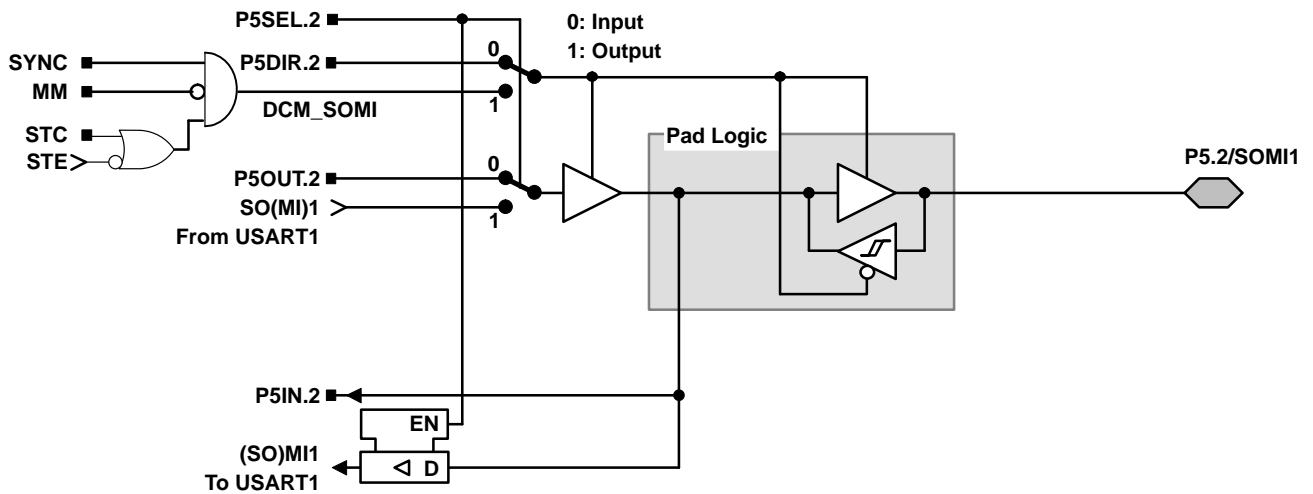 P5SEL.2
0: Input
1: Output
SYNC
MM
STC
STE
P5DIR.2
0
1
DCM_SOMI
P5OUT.2
0
SO(MI)1
1
From USART1
Pad Logic
P5.2/SOMI1
P5IN.2
EN
(SO)MI1
D
To USART1